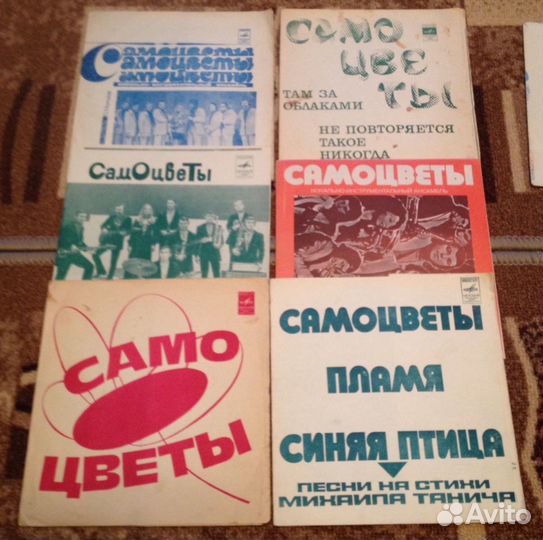 Самоцветы
Самоцветы
Самоцветы
САМО
ЦВЕ
ТЫ
ТАМ ЗА
ОБЛАКАМИ
НЕ ПОВТОРЯЕТСЯ
ТАКОЕ
НИКОГДА
СамОцвеТы
САМОЦВЕТЫ
ВОКАЛЬНО-ИНСТРУМЕНТАЛЬНЫЙ АНСАМБЛЬ
САМО
ЦВЕТЫ
САМОЦВЕТЫ
ПЛАМЯ
СИНЯЯ ПТИЦА
ПЕСНИ НА СТИХИ
МИХАИЛА ТАНИЧА
Avito